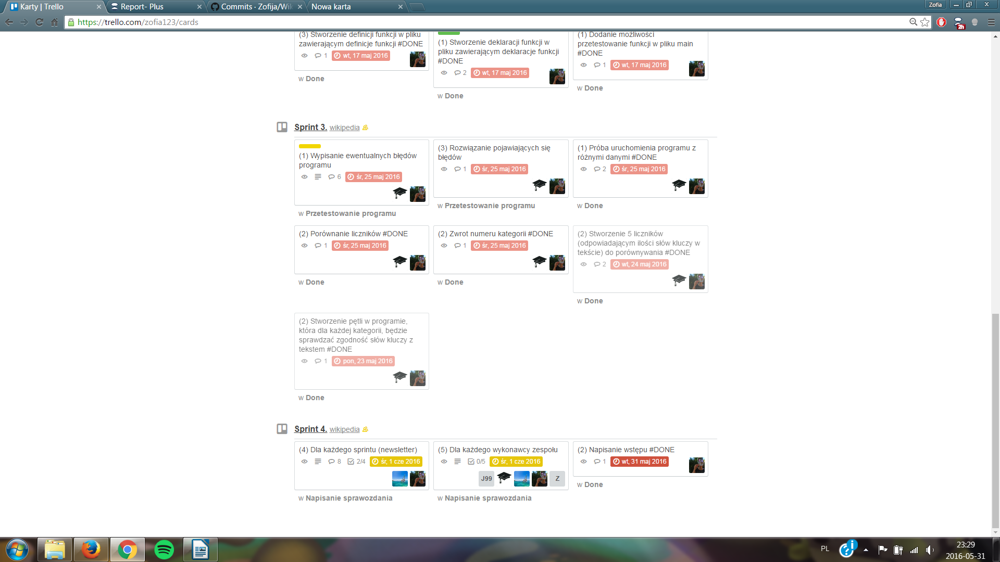 Karty | Trello
Report- Plus
Commits · Zofija/Wik
Nowa karta
Zofia
https://trello.com/zofia123/cards
2h
(3) Stworzenie definicji funkcji w pliku
zawierającym definicje funkcji #DONE
1 wt, 17 maj 2016
w Done
(1) Stworzenie deklaracji funkcji w
pliku zawierającym deklaracje funkcji
#DONE
2 wt, 17 maj 2016
w Done
(1) Dodanie możliwości
przetestowanie funkcji w pliku main
#DONE
1 wt, 17 maj 2016
w Done
Sprint 3. wikipedia
(1) Wypisanie ewentualnych błędów
programu
6 śr, 25 maj 2016
w Przetestowanie programu
(3) Rozwiązanie pojawiających się
błędów
1 śr, 25 maj 2016
w Przetestowanie programu
(1) Próba uruchomienia programu z
różnymi danymi #DONE
2 śr, 25 maj 2016
w Done
(2) Porównanie liczników #DONE
1 śr, 25 maj 2016
w Done
(2) Zwrot numeru kategorii #DONE
1 śr, 25 maj 2016
w Done
(2) Stworzenie 5 liczników
(odpowiadającym ilości słów kluczy w
tekście) do porównywania #DONE
2 wt, 24 maj 2016
w Done
(2) Stworzenie pętli w programie,
która dla każdej kategorii, będzie
sprawdzać zgodność słów kluczy z
tekstem #DONE
1 pon, 23 maj 2016
w Done
Sprint 4. wikipedia
(4) Dla każdego sprintu (newsletter)
8 2/4 śr, 1 cze 2016
w Napisanie sprawozdania
(5) Dla każdego wykonawcy zespołu
0/5 śr, 1 cze 2016
J99 Z
w Napisanie sprawozdania
(2) Napisanie wstępu #DONE
1 wt, 31 maj 2016
w Done
PL
23:29
2016-05-31